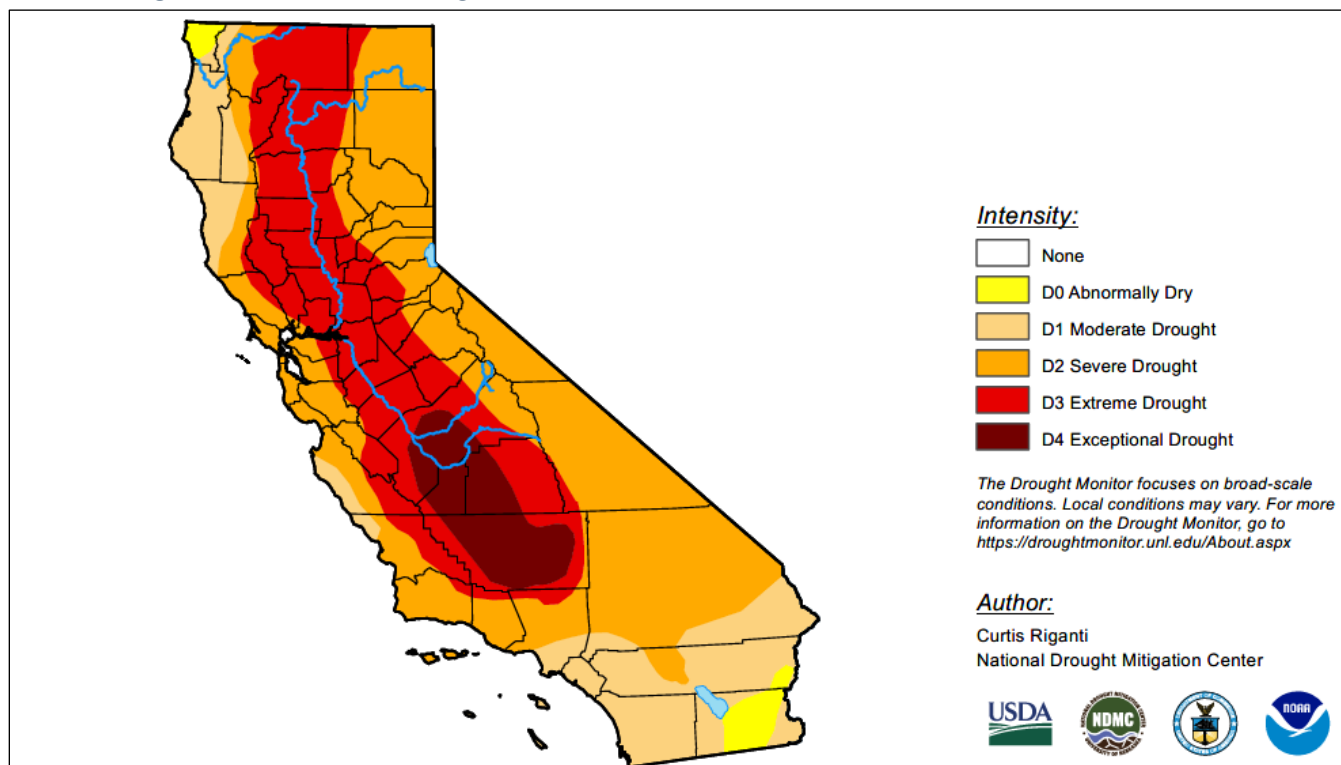 Intensity:
None
D0 Abnormally Dry
D1 Moderate Drought
D2 Severe Drought
D3 Extreme Drought
D4 Exceptional Drought
The Drought Monitor focuses on broad-scale
conditions. Local conditions may vary. For more
information on the Drought Monitor, go to
https://droughtmonitor.unl.edu/About.aspx
Author:
Curtis Riganti
National Drought Mitigation Center
USDA
NDMC
NOAA